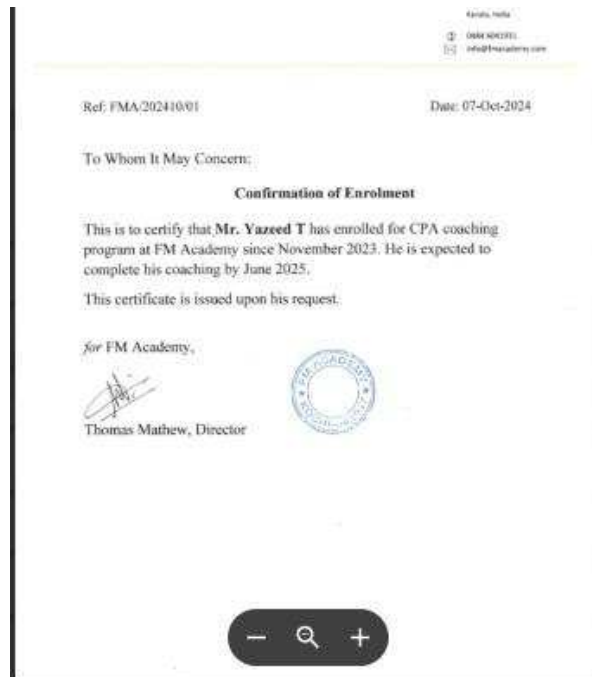 Kerala, India
info@fmacademy.com
Ref: FMA/202410/01
Date: 07-Oct-2024
To Whom It May Concern:
Confirmation of Enrolment
This is to certify that Mr. Yazeed T has enrolled for CPA coaching
program at FM Academy since November 2023. He is expected to
complete his coaching by June 2025.
This certificate is issued upon his request.
for FM Academy,
FM ACADEMY
Thomas Mathew, Director